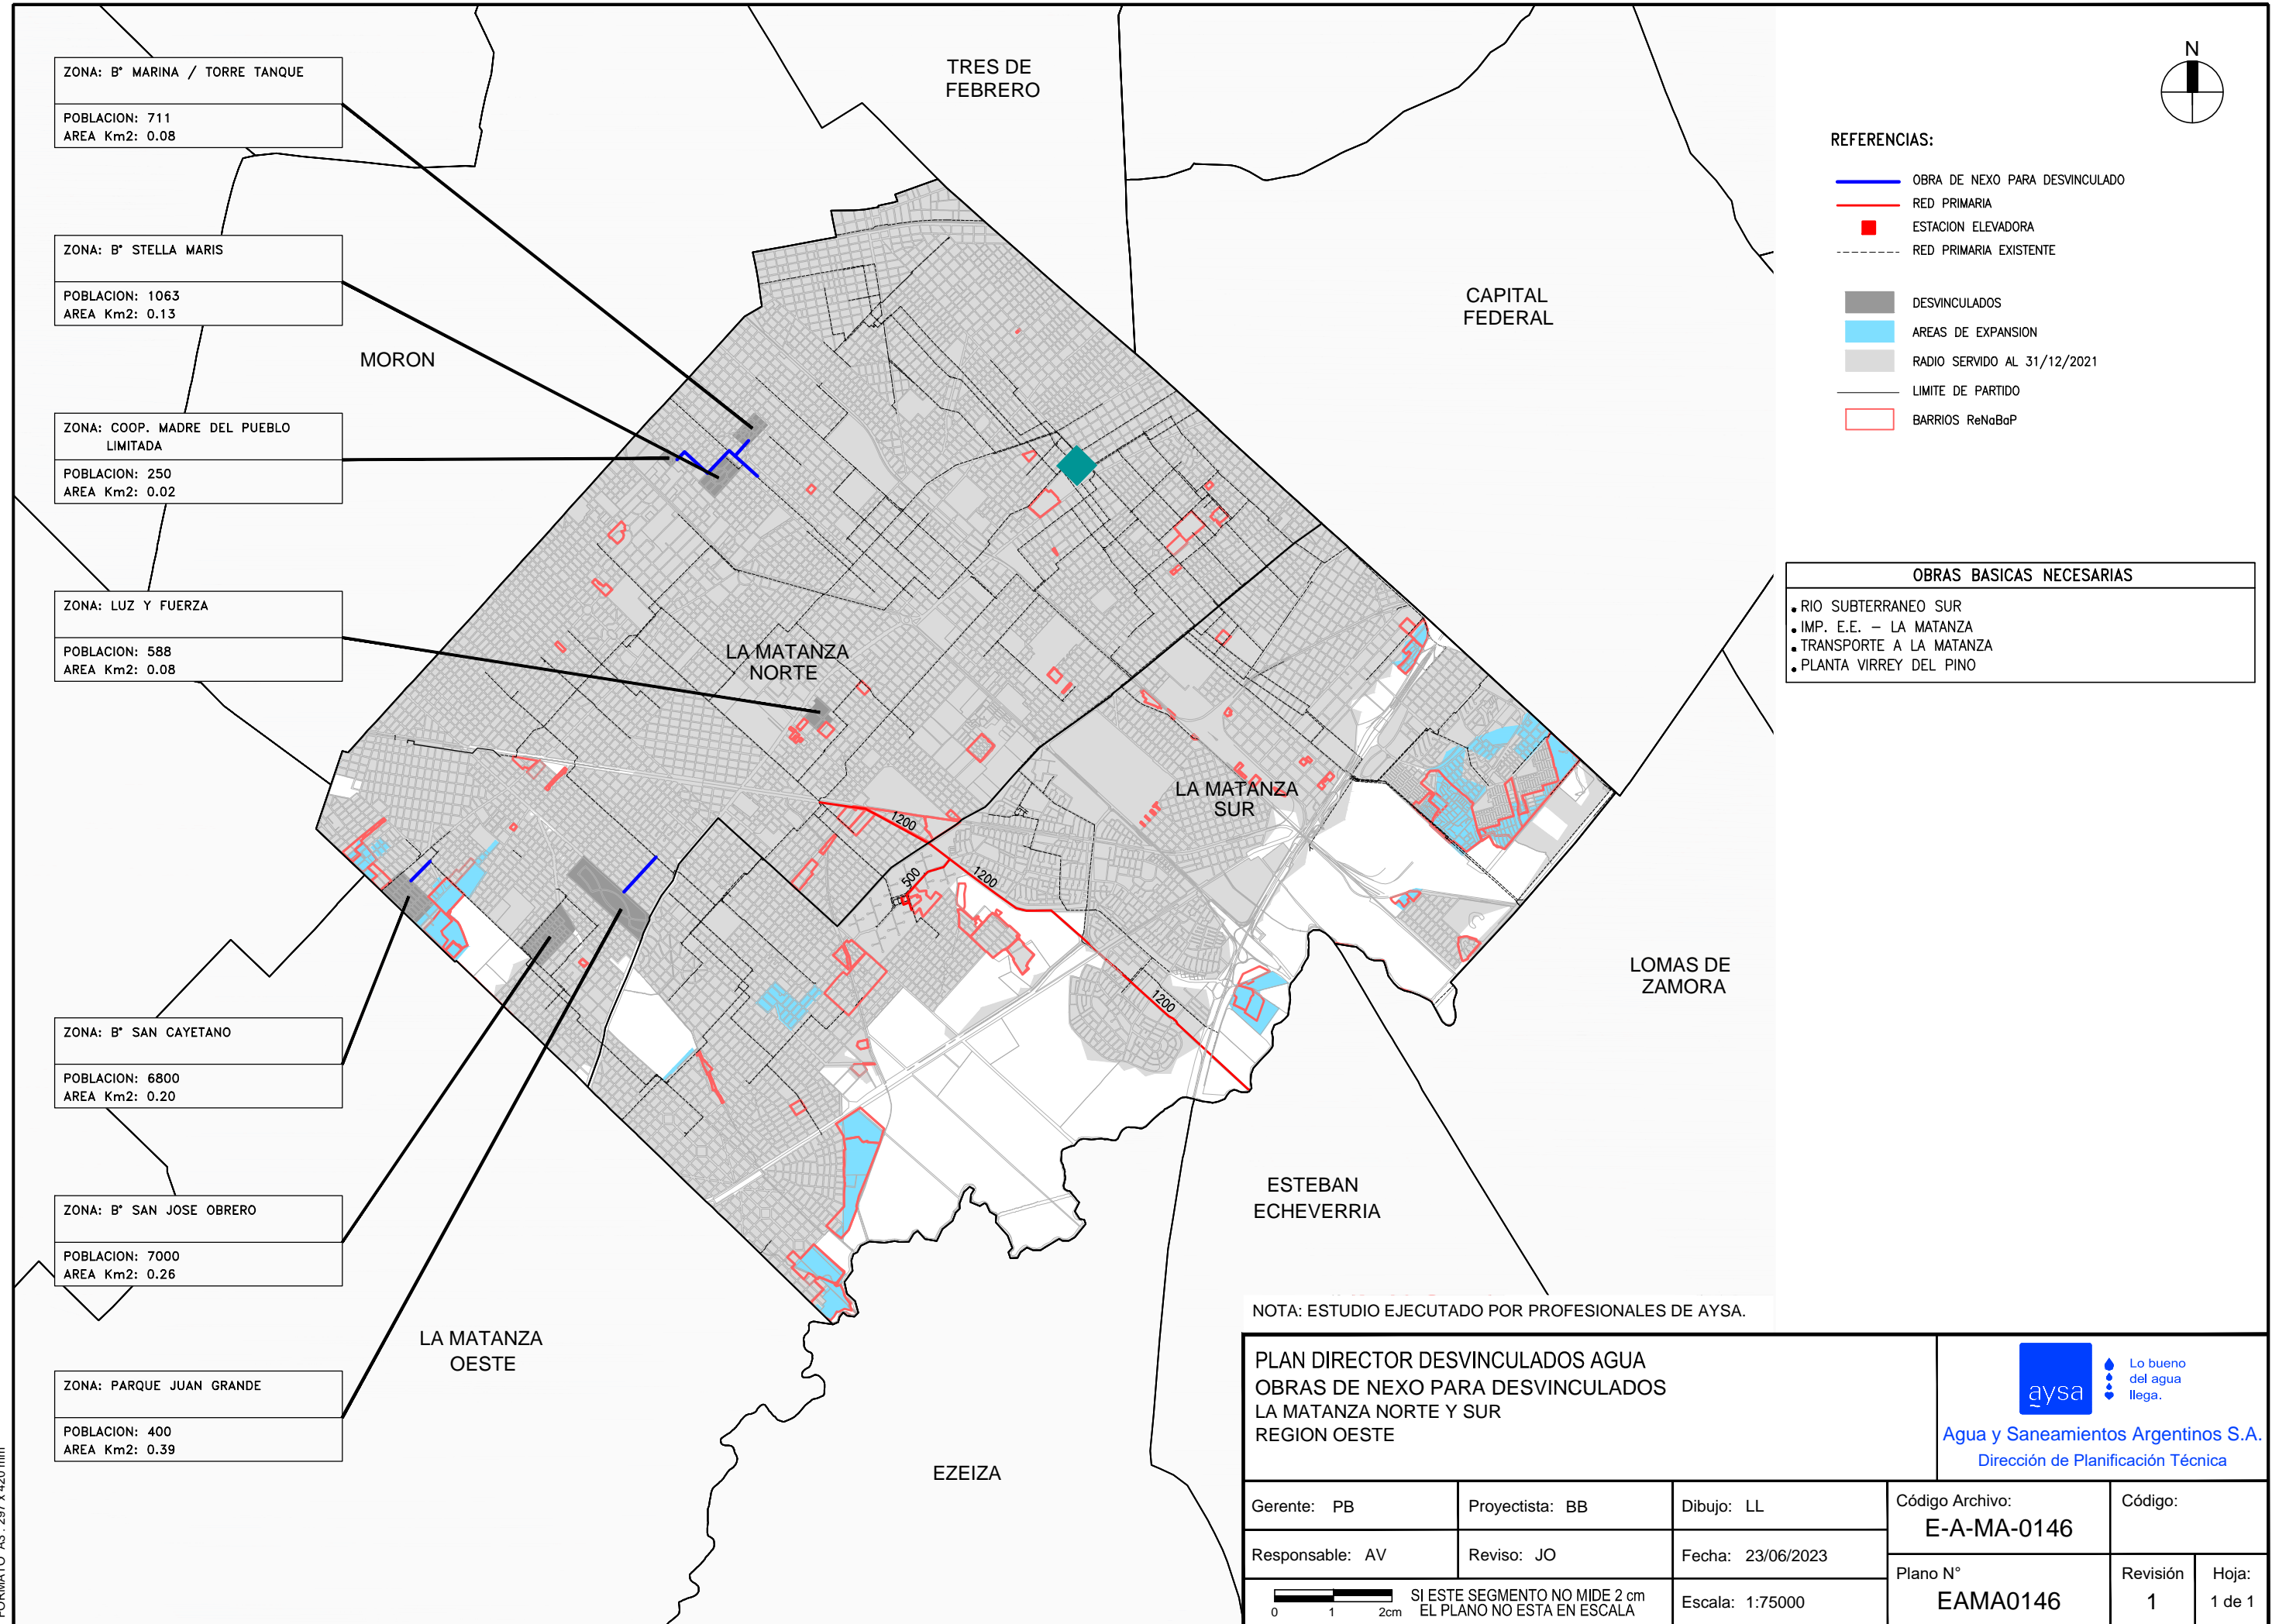 ZONA: B° MARINA / TORRE TANQUE
POBLACION: 711
AREA Km2: 0.08
ZONA: B° STELLA MARIS
POBLACION: 1063
AREA Km2: 0.13
ZONA: COOP. MADRE DEL PUEBLO
LIMITADA
POBLACION: 250
AREA Km2: 0.02
ZONA: LUZ Y FUERZA
POBLACION: 588
AREA Km2: 0.08
ZONA: B° SAN CAYETANO
POBLACION: 6800
AREA Km2: 0.20
ZONA: B° SAN JOSE OBRERO
POBLACION: 7000
AREA Km2: 0.26
ZONA: PARQUE JUAN GRANDE
POBLACION: 400
AREA Km2: 0.39
TRES DE
FEBRERO
CAPITAL
FEDERAL
MORON
LA MATANZA
NORTE
LA MATANZA
SUR
1200
500
1200
1200
LOMAS DE
ZAMORA
ESTEBAN
ECHEVERRIA
LA MATANZA
OESTE
EZEIZA
N
REFERENCIAS:
OBRA DE NEXO PARA DESVINCULADO
RED PRIMARIA
ESTACION ELEVADORA
RED PRIMARIA EXISTENTE
DESVINCULADOS
AREAS DE EXPANSION
RADIO SERVIDO AL 31/12/2021
LIMITE DE PARTIDO
BARRIOS ReNaBaP
OBRAS BASICAS NECESARIAS
• RIO SUBTERRANEO SUR
• IMP. E.E. – LA MATANZA
• TRANSPORTE A LA MATANZA
• PLANTA VIRREY DEL PINO
NOTA: ESTUDIO EJECUTADO POR PROFESIONALES DE AYSA.
PLAN DIRECTOR DESVINCULADOS AGUA
OBRAS DE NEXO PARA DESVINCULADOS
LA MATANZA NORTE Y SUR
REGION OESTE
aysa
Lo bueno
del agua
llega.
Agua y Saneamientos Argentinos S.A.
Dirección de Planificación Técnica
Gerente: PB
Proyectista: BB
Dibujo: LL
Código Archivo:
E-A-MA-0146
Código:
Responsable: AV
Reviso: JO
Fecha: 23/06/2023
Plano N°
EAMA0146
Revisión
1
Hoja:
1 de 1
0 1 2cm
SI ESTE SEGMENTO NO MIDE 2 cm
EL PLANO NO ESTA EN ESCALA
Escala: 1:75000
FORMATO A3 : 297 x 420 mm